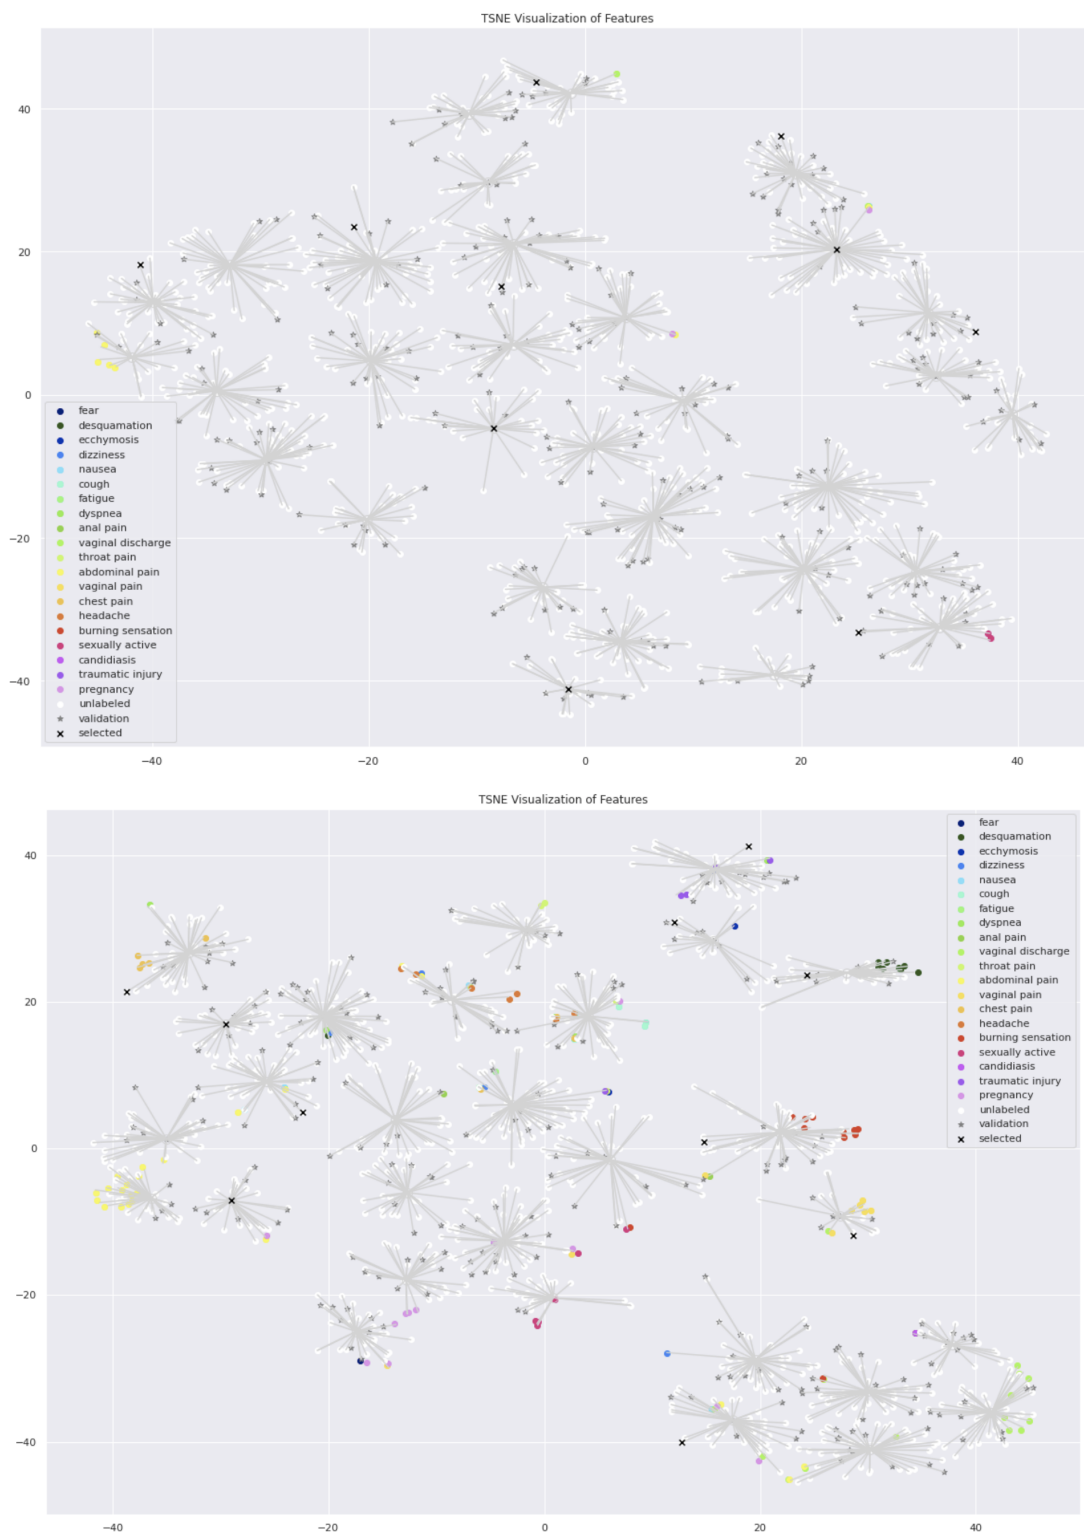 TSNE Visualization of Features
40
20
0
−20
−40
fear
desquamation
ecchymosis
dizziness
nausea
cough
fatigue
dyspnea
anal pain
vaginal discharge
throat pain
abdominal pain
vaginal pain
chest pain
headache
burning sensation
sexually active
candidiasis
traumatic injury
pregnancy
unlabeled
validation
selected
−40 −20 0 20 40
TSNE Visualization of Features
40
20
0
−20
−40
fear
desquamation
ecchymosis
dizziness
nausea
cough
fatigue
dyspnea
anal pain
vaginal discharge
throat pain
abdominal pain
vaginal pain
chest pain
headache
burning sensation
sexually active
candidiasis
traumatic injury
pregnancy
unlabeled
validation
selected
−40 −20 0 20 40